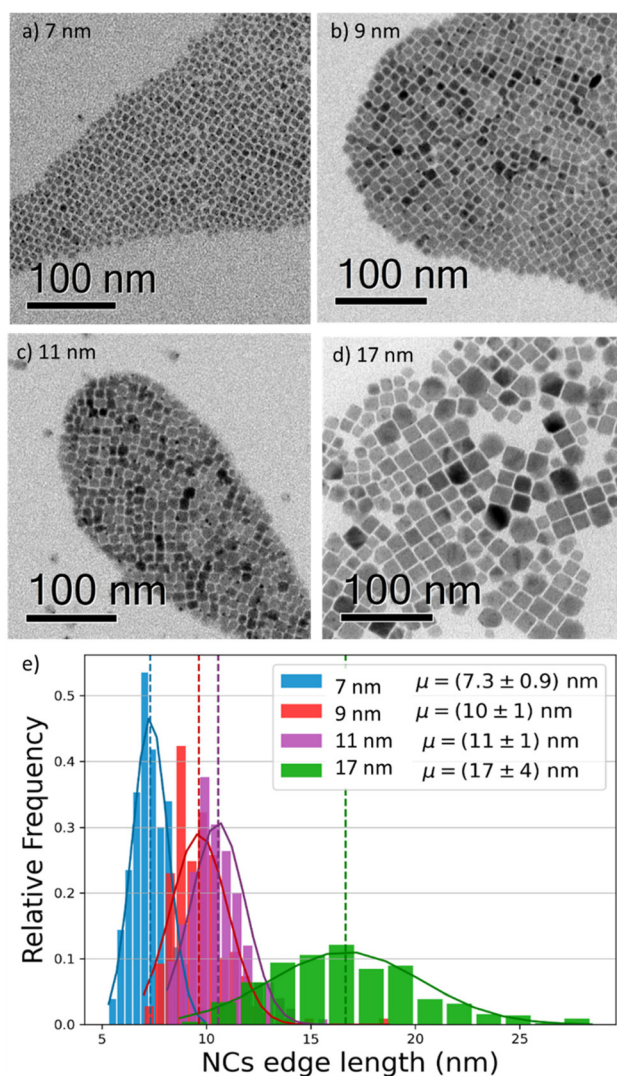 a) 7 nm
b) 9 nm
100 nm
100 nm
c) 11 nm
d) 17 nm
100 nm
100 nm
e)
7 nm μ = (7.3 ± 0.9) nm
9 nm μ = (10 ± 1) nm
11 nm μ = (11 ± 1) nm
17 nm μ = (17 ± 4) nm
Relative Frequency
0.5
0.4
0.3
0.2
0.1
0.0
5 10 15 20 25
NCs edge length (nm)